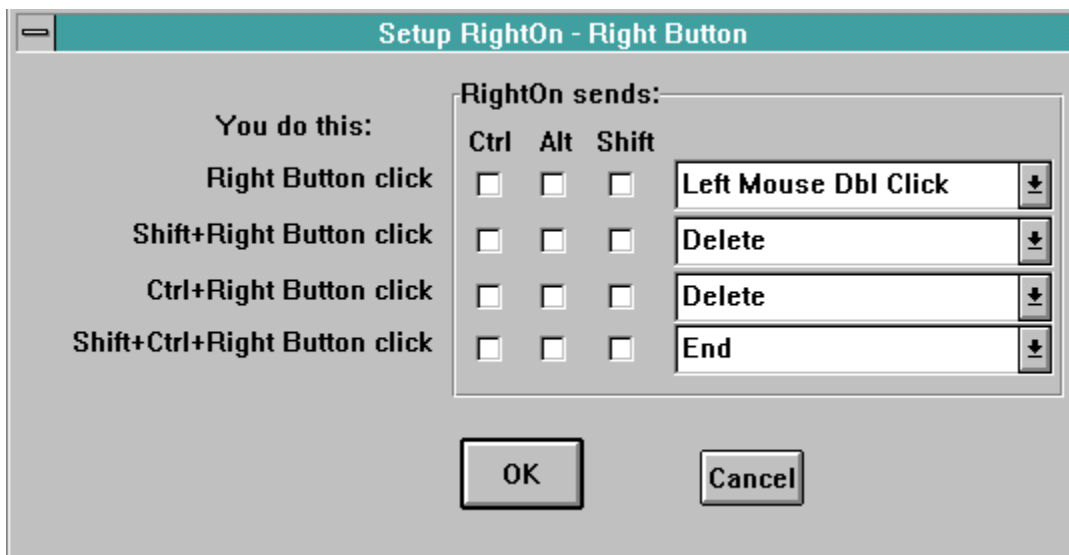 Setup RightOn - Right Button
RightOn sends:
You do this:
Ctrl Alt Shift
Right Button click Left Mouse Dbl Click
Shift+Right Button click Delete
Ctrl+Right Button click Delete
Shift+Ctrl+Right Button click End
OK Cancel